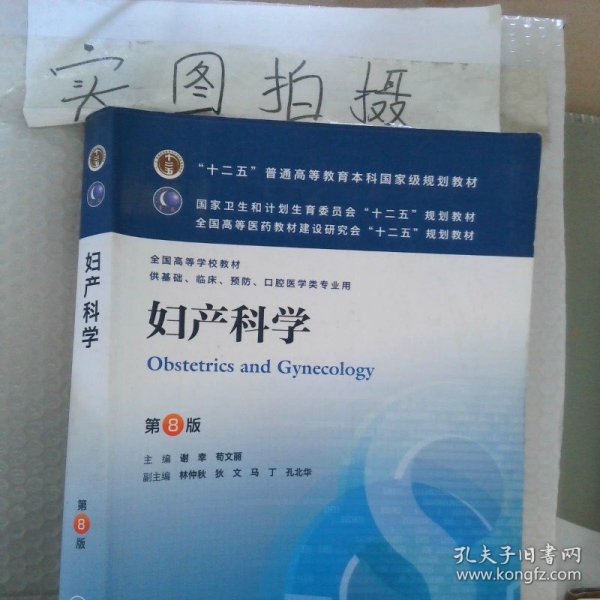 实图拍摄
"十二五"普通高等教育本科国家级规划教材
国家卫生和计划生育委员会"十二五"规划教材
全国高等医药教材建设研究会"十二五"规划教材
全国高等学校教材
供基础、临床、预防、口腔医学类专业用
妇产科学
Obstetrics and Gynecology
第8版
主编 谢幸 苟文丽
副主编 林仲秋 狄文 马丁 孔北华
妇产科学
第8版
孔夫子旧书网
www.kongfz.com